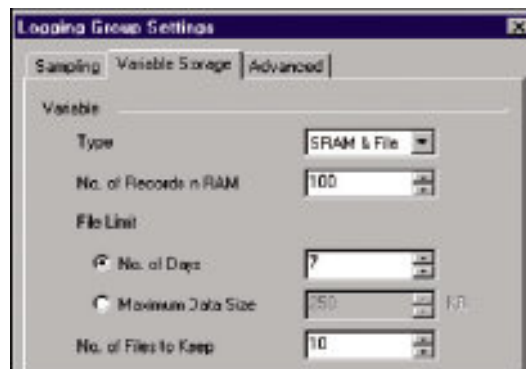 Logging Group Settings
Sampling Variable Storage Advanced
Variable
Type SRAM & File
No. of Records in RAM 100
File Limit
No. of Days 7
Maximum Data Size 250 KB
No. of Files to Keep 10